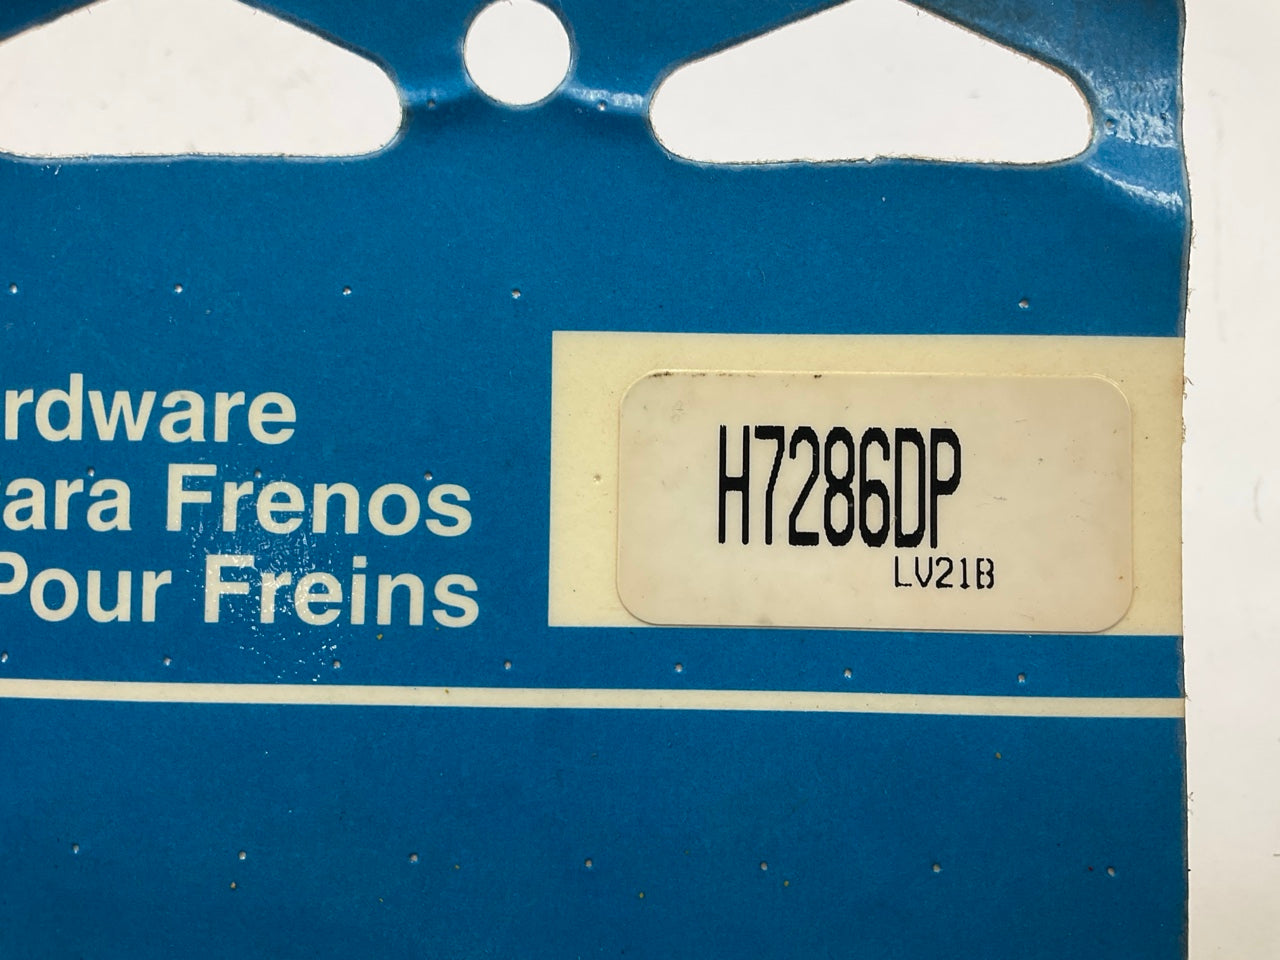 rdware
ara Frenos
Pour Freins
H7286DP
LV21B